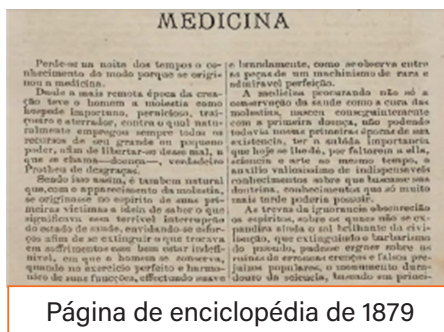 MEDICINA
Perde-se na noite dos tempos o co-
nhecimento do modo porque se origi-
nou a medicina.
Desde a mais remota época da crea-
ção teve o homem a molestia como
hospede importuno, pernicioso, trai-
çoeiro e aterrador, contra o qual natu-
ralmente empregou sempre todos os
recursos de seu grande ou pequeno
poder, afim de libertar-se desse mal, a
que se chama—doença—, verdadeiro
Protheu de desgraças.
Sendo isso assim, é tambem natural
que, com o apparecimento da molestia,
se originasse no espirito de suas pri-
meiras victimas a idéia de saber o que
significava essa terrivel interrupção
do estado de saude, envidando-se esfor-
ços afim de se extinguir a que trocava
em soffrimentos esse bem estar indefi-
nivel, em que o homem se conserva,
quando no exercicio perfeito e harmo-
nico de suas funcções, effectuado suave
e brandamente, como se observa entre
as peças de um machinismo de rara e
admiravel perfeição.
A medicina procurando não só a
conservação da saude como a cura das
molestias, nasceu conseguintemente
com a primeira doença, não podendo
todavia nessas primeiras épocas de sua
existencia, ter a subida importancia
que hoje se lhe dá, por faltarem a ella,
sciencia e arte no mesmo tempo, o
auxilio valiosissimo de indispensaveis
conhecimentos sobre que baseasse sua
doutrina, conhecimentos que só muito
mais tarde poderia possuir.
As trevas da ignorancia obscurecião
os espiritos, sobre os quaes não se ex-
pandira ainda o sol brilhante da civi-
lisação, que extinguindo o barbarismo
do passado, pudesse erguer sobre as
ruinas de erroneas crenças e falsos pre-
juizos populares, o monumento dura-
douro da sciencia, baseado em princi-
Página de enciclopédia de 1879